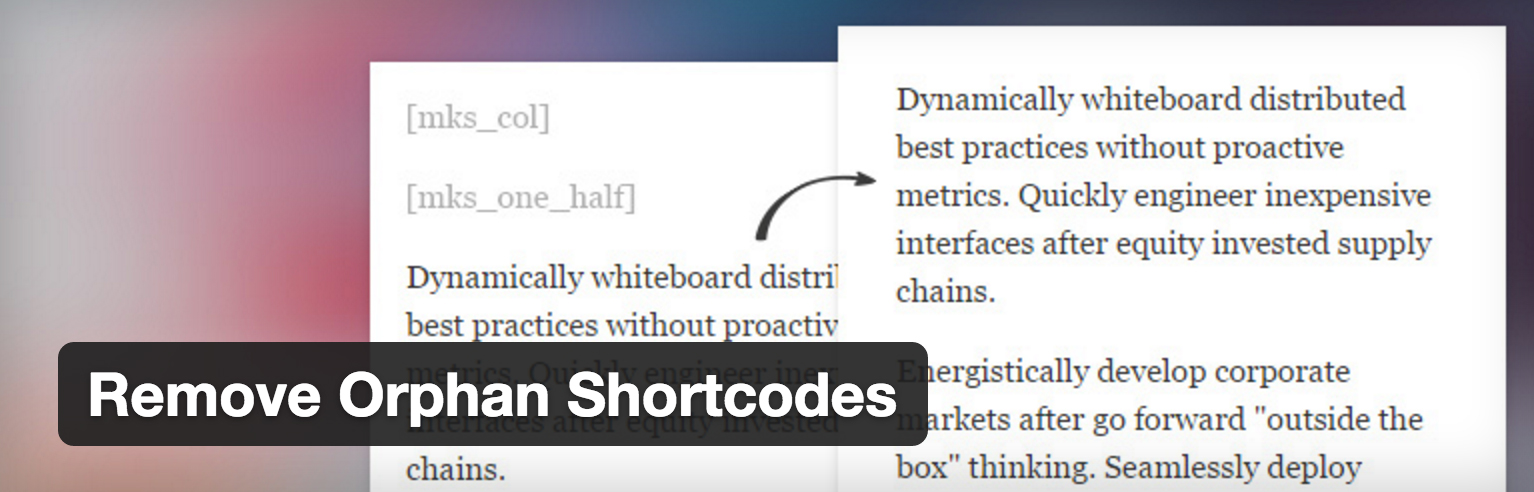 [mks_col]
[mks_one_half]
Dynamically whiteboard distri
best practices without proactiv
metrics. Quickly engineer inex
interfaces after equity invested
chains.
Dynamically whiteboard distributed
best practices without proactive
metrics. Quickly engineer inexpensive
interfaces after equity invested supply
chains.
Energistically develop corporate
markets after go forward "outside the
box" thinking. Seamlessly deploy
Remove Orphan Shortcodes